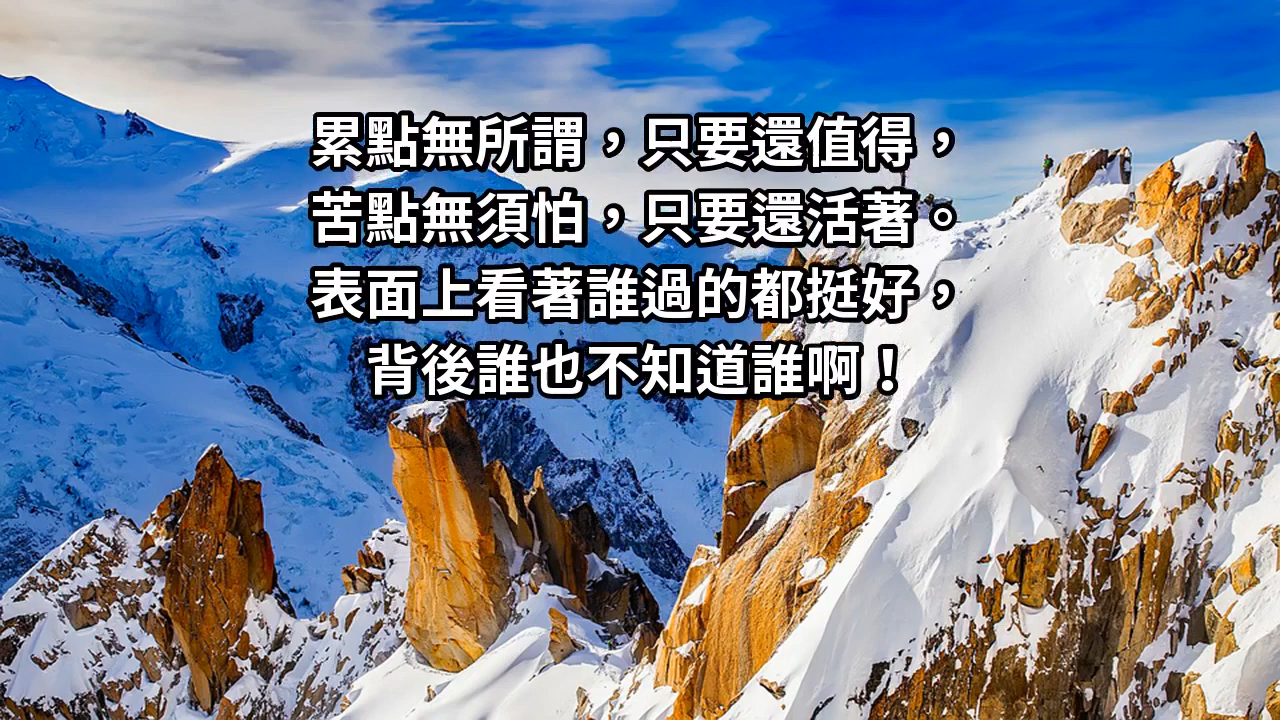 累點無所謂，只要還值得，
苦點無須怕，只要還活著。
表面上看著誰過的都挺好，
背後誰也不知道誰啊！